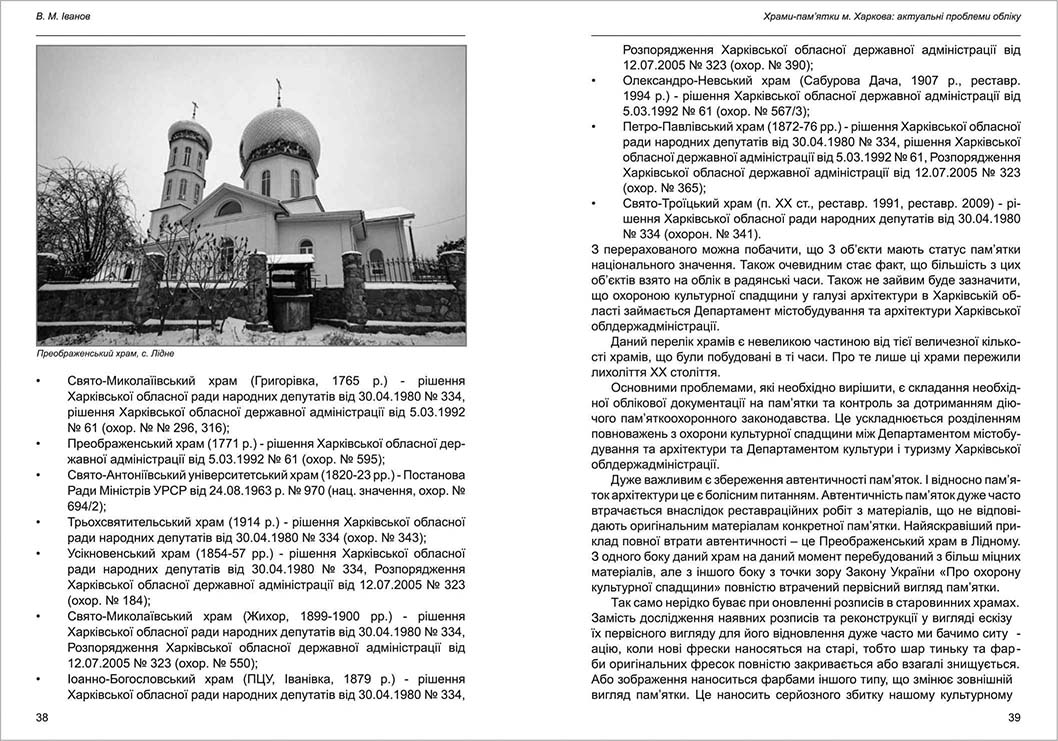 В. М. Іванов
Преображенський храм, с. Лідне
• Свято-Миколаїівський храм (Григорівка, 1765 р.) - рішення
Харківської обласної ради народних депутатів від 30.04.1980 № 334,
рішення Харківської обласної державної адміністрації від 5.03.1992
№ 61 (охор. № № 296, 316);
• Преображенський храм (1771 р.) - рішення Харківської обласної дер-
жавної адміністрації від 5.03.1992 № 61 (охор. № 595);
• Свято-Антоніївський університетський храм (1820-23 рр.) - Постанова
Ради Міністрів УРСР від 24.08.1963 р. № 970 (нац. значення, охор. №
694/2);
• Трьохсвятительський храм (1914 р.) - рішення Харківської обласної
ради народних депутатів від 30.04.1980 № 334 (охор. № 343);
• Усікновенський храм (1854-57 рр.) - рішення Харківської обласної
ради народних депутатів від 30.04.1980 № 334, Розпорядження
Харківської обласної державної адміністрації від 12.07.2005 № 323
(охор. № 184);
• Свято-Миколаївський храм (Жихор, 1899-1900 рр.) - рішення
Харківської обласної ради народних депутатів від 30.04.1980 № 334,
Розпорядження Харківської обласної державної адміністрації від
12.07.2005 № 323 (охор. № 550);
• Іоанно-Богословський храм (ПЦУ, Іванівка, 1879 р.) - рішення
Харківської обласної ради народних депутатів від 30.04.1980 № 334,
38
Храми-пам’ятки м. Харкова: актуальні проблеми обліку
Розпорядження Харківської обласної державної адміністрації від
12.07.2005 № 323 (охор. № 390);
• Олександро-Невський храм (Сабурова Дача, 1907 р., реставр.
1994 р.) - рішення Харківської обласної державної адміністрації від
5.03.1992 № 61 (охор. № 567/3);
• Петро-Павлівський храм (1872-76 рр.) - рішення Харківської обласної
ради народних депутатів від 30.04.1980 № 334, рішення Харківської
обласної державної адміністрації від 5.03.1992 № 61, Розпорядження
Харківської обласної державної адміністрації від 12.07.2005 № 323
(охор. № 365);
• Свято-Троїцький храм (п. ХХ ст., реставр. 1991, реставр. 2009) - рі-
шення Харківської обласної ради народних депутатів від 30.04.1980
№ 334 (охорон. № 341).
З перерахованого можна побачити, що 3 об’єкти мають статус пам’ятки
національного значення. Також очевидним стає факт, що більшість з цих
об’єктів взято на облік в радянські часи. Також не зайвим буде зазначити,
що охороною культурної спадщини у галузі архітектури в Харківській об-
ласті займається Департамент містобудування та архітектури Харківської
облдержадміністрації.
Даний перелік храмів є невеликою частиною від тієї величезної кілько-
сті храмів, що були побудовані в ті часи. Про те лише ці храми пережили
лихоліття ХХ століття.
Основними проблемами, які необхідно вирішити, є складання необхід-
ної облікової документації на пам’ятки та контроль за дотриманням дію-
чого пам’яткоохоронного законодавства. Це ускладнюється розділенням
повноважень з охорони культурної спадщини між Департаментом містобу-
дування та архітектури та Департаментом культури і туризму Харківської
облдержадміністрації.
Дуже важливим є збереження автентичності пам’яток. І відносно пам’я-
ток архітектури це є болісним питанням. Автентичність пам’яток дуже часто
втрачається внаслідок реставраційних робіт з матеріалів, що не відпові-
дають оригінальним матеріалам конкретної пам’ятки. Найяскравіший при-
клад повної втрати автентичності – це Преображенський храм в Лідному.
З одного боку даний храм на даний момент перебудований з більш міцних
матеріалів, але з іншого боку з точки зору Закону України «Про охорону
культурної спадщини» повністю втрачений первісний вигляд пам’ятки.
Так само нерідко буває при оновленні розписів в старовинних храмах.
Замість дослідження наявних розписів та реконструкції у вигляді ескізу
їх первісного вигляду для його відновлення дуже часто ми бачимо ситу -
ацію, коли нові фрески наносяться на старі, тобто шар тиньку та фар-
би оригінальних фресок повністю закривається або взагалі знищується.
Або зображення наноситься фарбами іншого типу, що змінює зовнішній
вигляд пам’ятки. Це наносить серйозного збитку нашому культурному
39